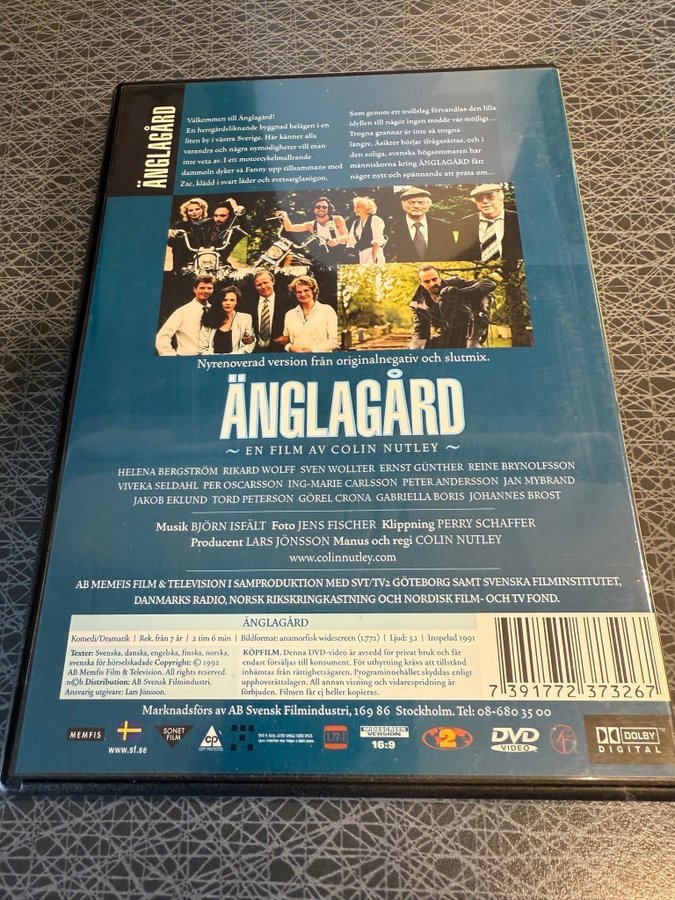 ÄNGLAGÅRD
Välkommen till Änglagård!
En herrgårdsliknande byggnad belägen i en
liten by i västra Sverige. Här känner alla
varandra och några nymodigheter vill man
inte veta av. I ett motorcykelmullrande
dammoln dyker så Fanny upp tillsammans med
Zac, klädd i svart läder och svetsarglasögon.
Som genom ett trollslag förvandlas den lilla
idyllen till något ingen trodde var möjligt...
Trogna grannar är inte så trogna
längre. Åsikter börjar ifrågasättas, och i
den soliga, svenska högsommaren har
människorna kring ÄNGLAGÅRD fått
något nytt och spännande att prata om...
Nyrenoverad version från originalnegativ och slutmix.
ÄNGLAGÅRD
~ EN FILM AV COLIN NUTLEY ~
HELENA BERGSTRÖM RIKARD WOLFF SVEN WOLLTER ERNST GÜNTHER REINE BRYNOLFSSON
VIVEKA SELDAHL PER OSCARSSON ING-MARIE CARLSSON PETER ANDERSSON JAN MYBRAND
JAKOB EKLUND TORD PETERSON GÖREL CRONA GABRIELLA BORIS JOHANNES BROST
Musik BJÖRN ISFÄLT Foto JENS FISCHER Klippning PERRY SCHAFFER
Producent LARS JÖNSSON Manus och regi COLIN NUTLEY
www.colinnutley.com
AB MEMFIS FILM & TELEVISION I SAMPRODUKTION MED SVT/TV2 GÖTEBORG SAMT SVENSKA FILMINSTITUTET,
DANMARKS RADIO, NORSK RIKSKRINGKASTNING OCH NORDISK FILM- OCH TV FOND.
ÄNGLAGÅRD
Komedi/Dramatik | Rek. från 7 år | 2 tim 6 min | Bildformat: anamorfisk widescreen (1.77:1) | Ljud: 5.1 | Inspelad 1991
Texter: Svenska, danska, engelska, finska, norska,
svenska för hörselskadade Copyright: © 1992
AB Memfis Film & Television. All rights reserved.
Distribution: AB Svensk Filmindustri.
Ansvarig utgivare: Lars Jönsson.
KÖPFILM. Denna DVD-video är avsedd för privat bruk och får
endast försäljas till konsument. För uthyrning krävs att tillstånd
inhämtas från rättighetsägaren. Programinnehållet skyddas enligt
upphovsrättslagen. All annan visning och vidarespridning är
förbjuden. Filmen får ej heller kopieras.
7 391772 373267
Marknadsförs av AB Svensk Filmindustri, 169 86 Stockholm. Tel: 08-680 35 00
MEMFIS
www.sf.se
SONET
FILM
CP
COPY PROTECTED
1.77:1
WIDESCREEN
VERSION
16:9
2
DVD
VIDEO
DOLBY
DIGITAL